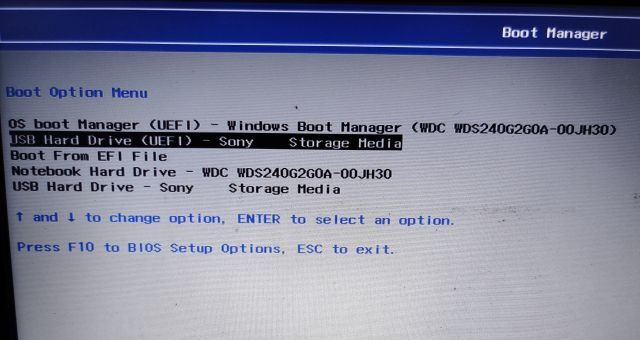 Boot Manager
Boot Option Menu
OS boot Manager (UEFI) - Windows Boot Manager (WDC WDS240G2G0A-00JH30)
USB Hard Drive (UEFI) - Sony Storage Media
Boot From EFI File
Notebook Hard Drive - WDC WDS240G2G0A-00JH30
USB Hard Drive - Sony Storage Media
↑ and ↓ to change option, ENTER to select an option.
Press F10 to BIOS Setup Options, ESC to exit.